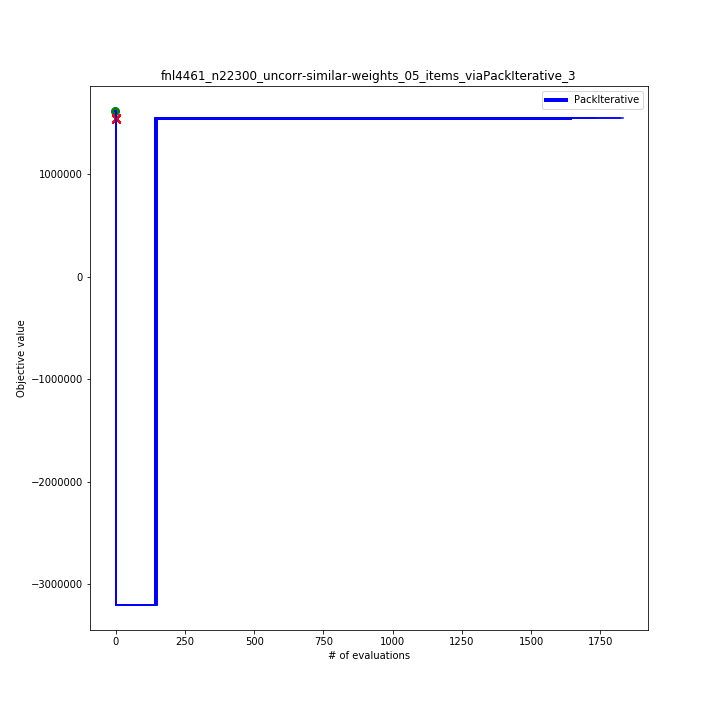 fnl4461_n22300_uncorr-similar-weights_05_items_viaPackIterative_3
PackIterative
1000000
0
−1000000
−2000000
−3000000
Objective value
0 250 500 750 1000 1250 1500 1750
# of evaluations